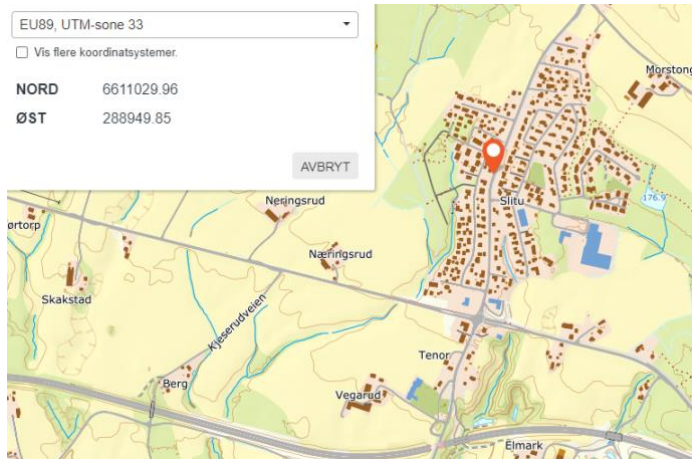 EU89, UTM-sone 33
Vis flere koordinatsystemer.
NORD 6611029.96
ØST 288949.85
AVBRYT
Morstong
Neringsrud
Slitu
176.9
ørtorp
Næringsrud
Skakstad
Kjeserudveien
Tenor
Berg
Vegarud
Elmark